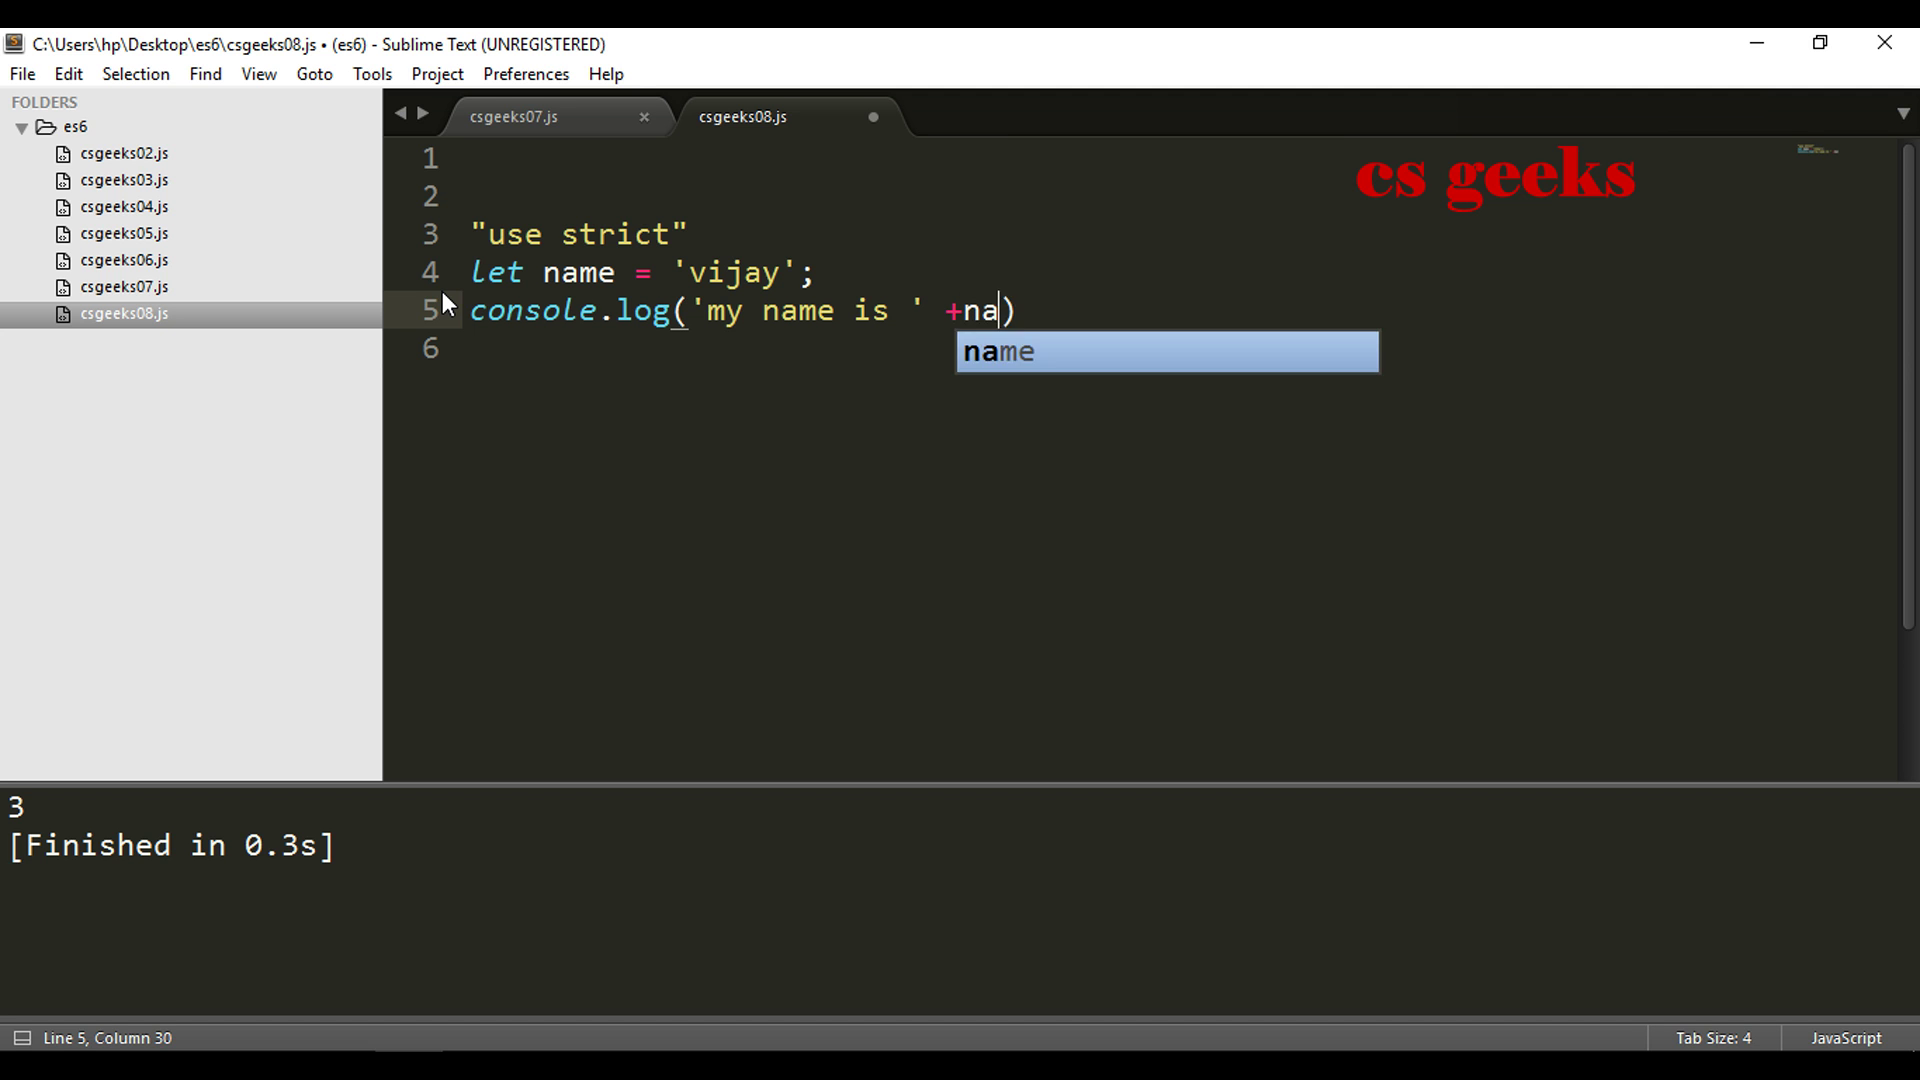 C:\Users\hp\Desktop\es6\csgeeks08.js • (es6) - Sublime Text (UNREGISTERED)
File Edit Selection Find View Goto Tools Project Preferences Help
FOLDERS
es6
csgeeks02.js
csgeeks03.js
csgeeks04.js
csgeeks05.js
csgeeks06.js
csgeeks07.js
csgeeks08.js
csgeeks07.js × csgeeks08.js
cs geeks
1
2
3 "use strict"
4 let name = 'vijay';
5 console.log('my name is ' +na)
name
6
3
[Finished in 0.3s]
Line 5, Column 30 Tab Size: 4 JavaScript